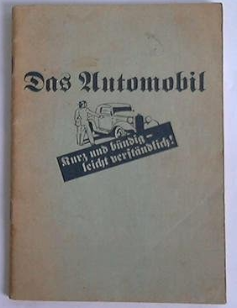 Das Automobil
Kurz und bündig –
leicht verständlich!